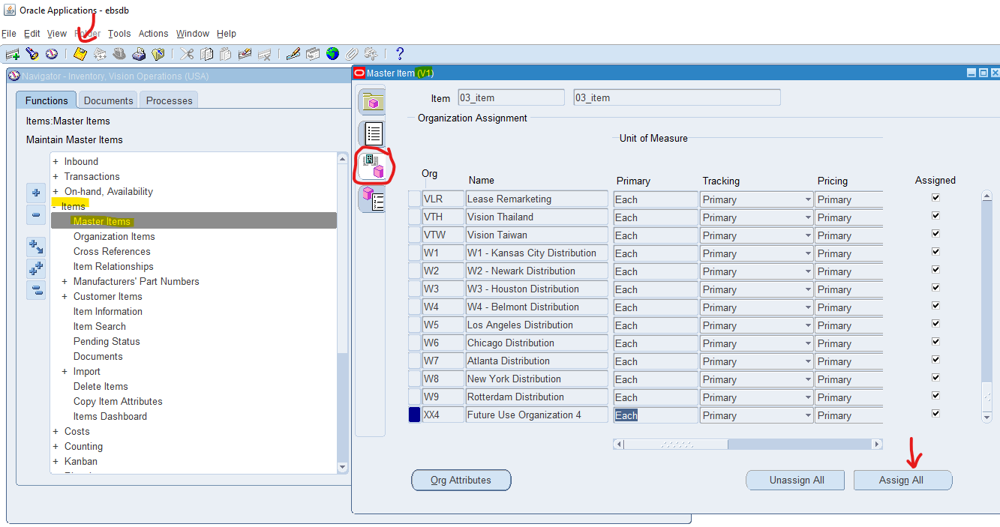 Oracle Applications - ebsdb
File Edit View Folder Tools Actions Window Help
Navigator - Inventory, Vision Operations (USA)
Functions Documents Processes
Items:Master Items
Maintain Master Items
+ Inbound
+ Transactions
+ On-hand, Availability
- Items
Master Items
Organization Items
Cross References
Item Relationships
+ Manufacturers' Part Numbers
+ Customer Items
Item Information
Item Search
Pending Status
Documents
+ Import
Delete Items
Copy Item Attributes
Items Dashboard
+ Costs
+ Counting
+ Kanban
Master Item (V1)
Item 03_item 03_item
Organization Assignment
Unit of Measure
Org Name Primary Tracking Pricing Assigned
VLR Lease Remarketing Each Primary Primary
VTH Vision Thailand Each Primary Primary
VTW Vision Taiwan Each Primary Primary
W1 W1 - Kansas City Distribution Each Primary Primary
W2 W2 - Newark Distribution Each Primary Primary
W3 W3 - Houston Distribution Each Primary Primary
W4 W4 - Belmont Distribution Each Primary Primary
W5 Los Angeles Distribution Each Primary Primary
W6 Chicago Distribution Each Primary Primary
W7 Atlanta Distribution Each Primary Primary
W8 New York Distribution Each Primary Primary
W9 Rotterdam Distribution Each Primary Primary
XX4 Future Use Organization 4 Each Primary Primary
Org Attributes Unassign All Assign All